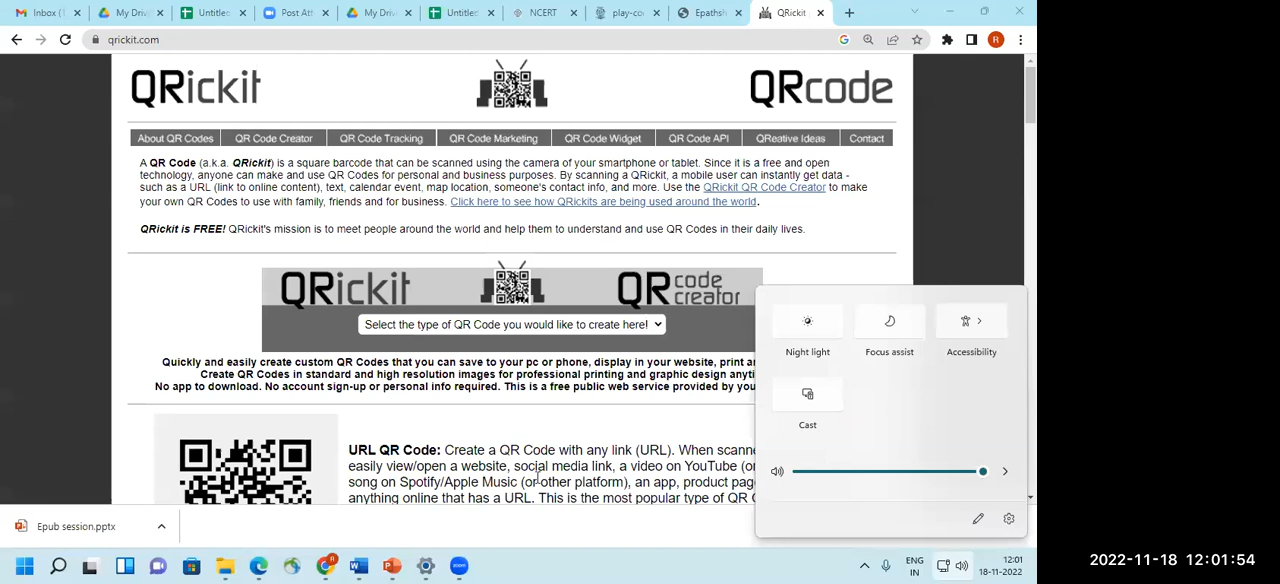 Inbox (
My Driv
Untitled
Post Att
My Driv
Untitled
NCERT
play-co
Epathsh
QRickit
qrickit.com
R
QRickit
QRcode
About QR Codes
QR Code Creator
QR Code Tracking
QR Code Marketing
QR Code Widget
QR Code API
QReative Ideas
Contact
A QR Code (a.k.a. QRickit) is a square barcode that can be scanned using the camera of your smartphone or tablet. Since it is a free and open
technology, anyone can make and use QR Codes for personal and business purposes. By scanning a QRickit, a mobile user can instantly get data -
such as a URL (link to online content), text, calendar event, map location, someone's contact info, and more. Use the QRickit QR Code Creator to make
your own QR Codes to use with family, friends and for business. Click here to see how QRickits are being used around the world.
QRickit is FREE! QRickit's mission is to meet people around the world and help them to understand and use QR Codes in their daily lives.
QRickit
QR code creator
Select the type of QR Code you would like to create here!
Quickly and easily create custom QR Codes that you can save to your pc or phone, display in your website, print an
Create QR Codes in standard and high resolution images for professional printing and graphic design anyti
No app to download. No account sign-up or personal info required. This is a free public web service provided by you
URL QR Code: Create a QR Code with any link (URL). When scanne
easily view/open a website, social media link, a video on YouTube (or
song on Spotify/Apple Music (or other platform), an app, product page
anything online that has a URL. This is the most popular type of QR C
Night light
Focus assist
Accessibility
Cast
Epub session.pptx
ENG
IN
12:01
18-11-2022
2022-11-18 12:01:54